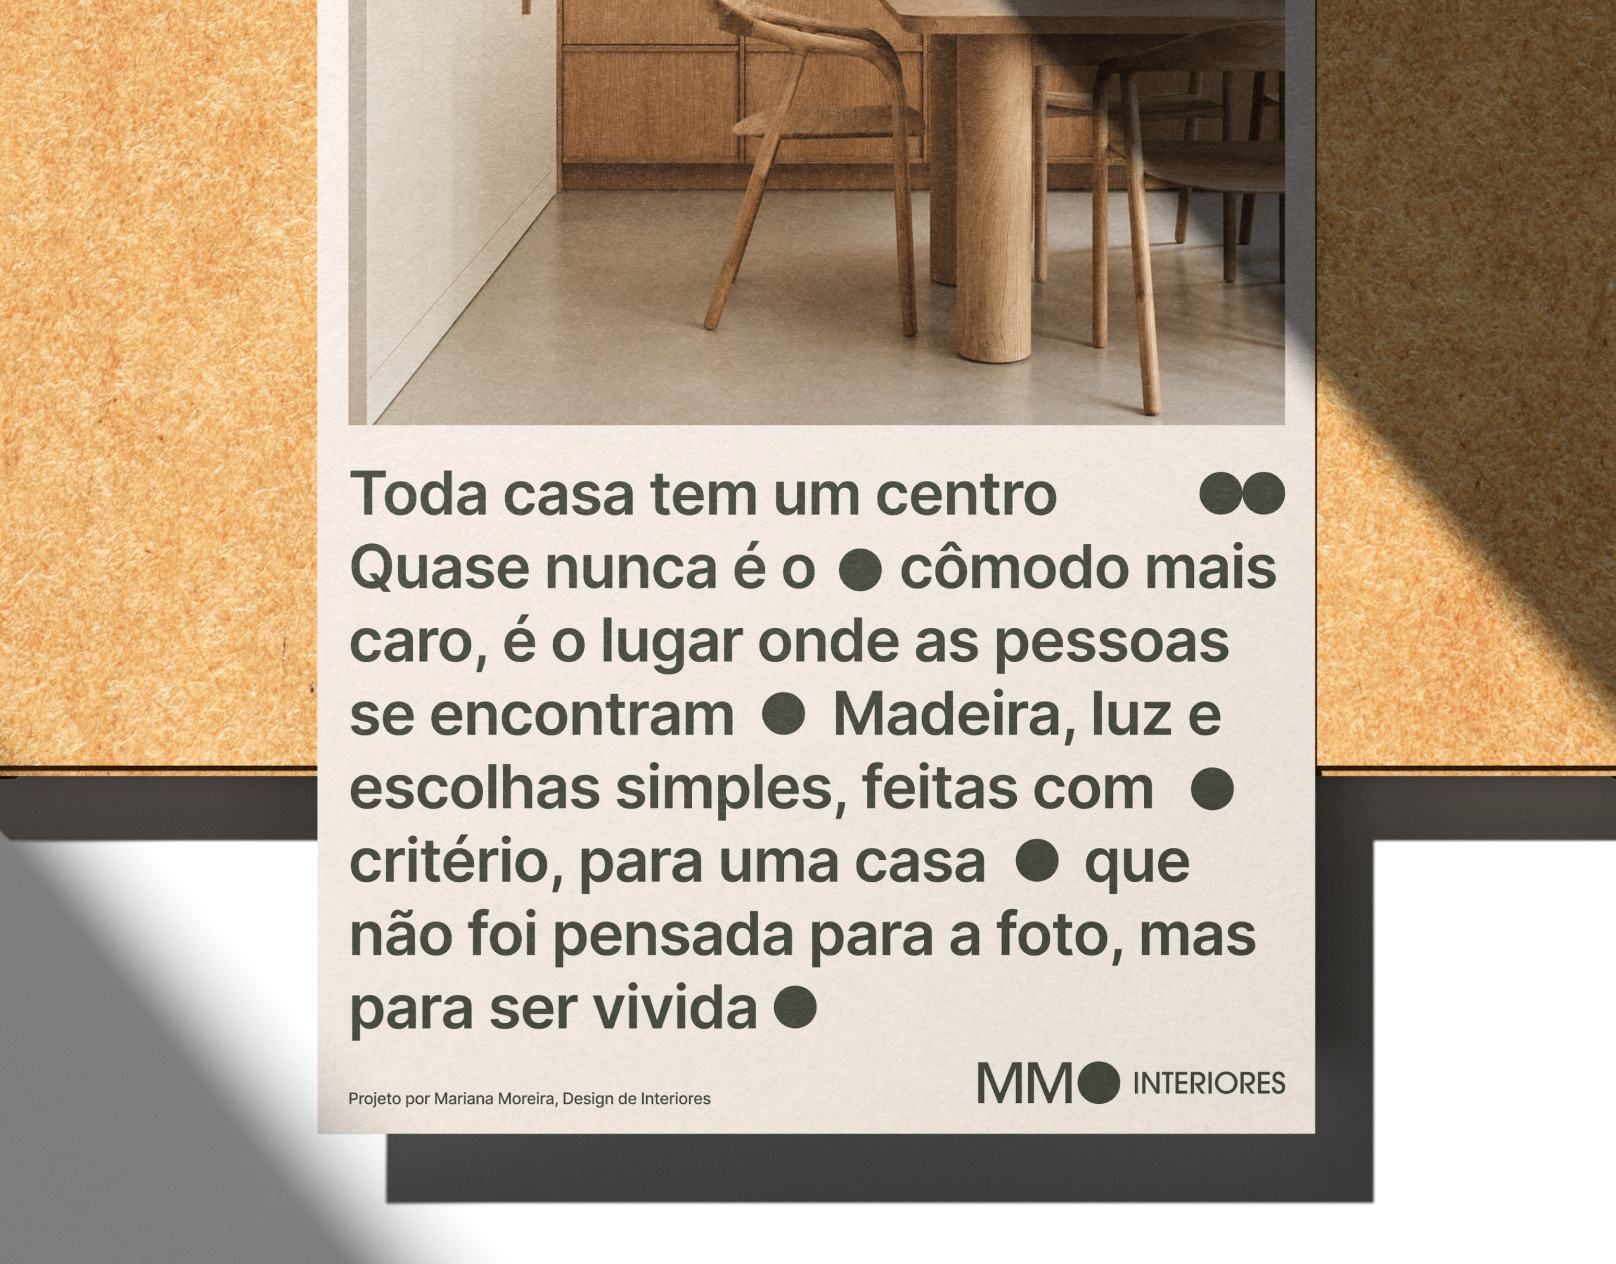 Toda casa tem um centro
Quase nunca é o ● cômodo mais
caro, é o lugar onde as pessoas
se encontram ● Madeira, luz e
escolhas simples, feitas com ●
critério, para uma casa ● que
não foi pensada para a foto, mas
para ser vivida ●
Projeto por Mariana Moreira, Design de Interiores
MM● INTERIORES